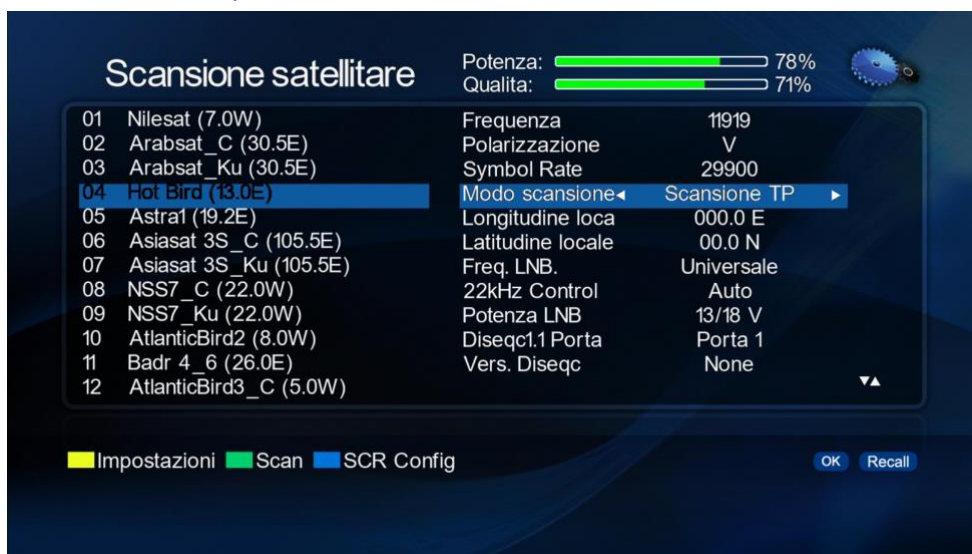 Scansione satellitare
Potenza: 78%
Qualita: 71%
01 Nilesat (7.0W)
02 Arabsat_C (30.5E)
03 Arabsat_Ku (30.5E)
04 Hot Bird (13.0E)
05 Astra1 (19.2E)
06 Asiasat 3S_C (105.5E)
07 Asiasat 3S_Ku (105.5E)
08 NSS7_C (22.0W)
09 NSS7_Ku (22.0W)
10 AtlanticBird2 (8.0W)
11 Badr 4_6 (26.0E)
12 AtlanticBird3_C (5.0W)
Frequenza 11919
Polarizzazione V
Symbol Rate 29900
Modo scansione Scansione TP
Longitudine loca 000.0 E
Latitudine locale 00.0 N
Freq. LNB. Universale
22kHz Control Auto
Potenza LNB 13/18 V
Diseqc1.1 Porta Porta 1
Vers. Diseqc None
Impostazioni Scan SCR Config OK Recall